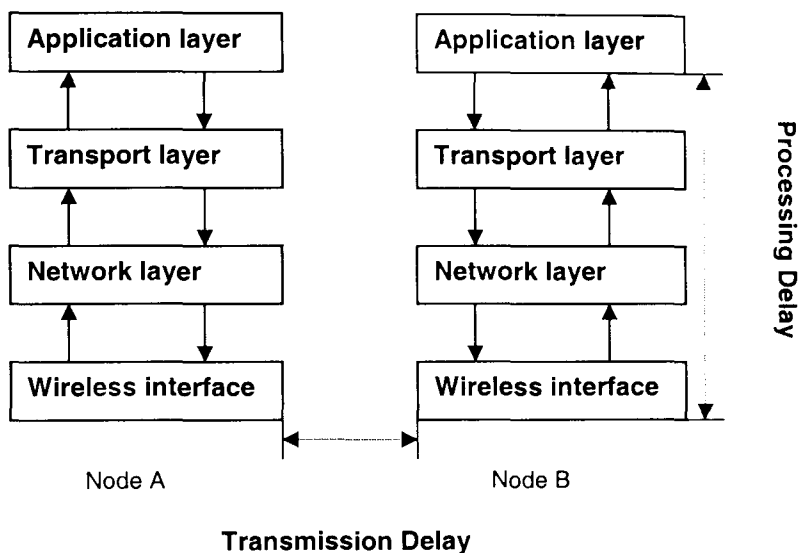 Application layer
Application layer
Transport layer
Transport layer
Network layer
Network layer
Wireless interface
Wireless interface
Processing Delay
Node A
Node B
Transmission Delay